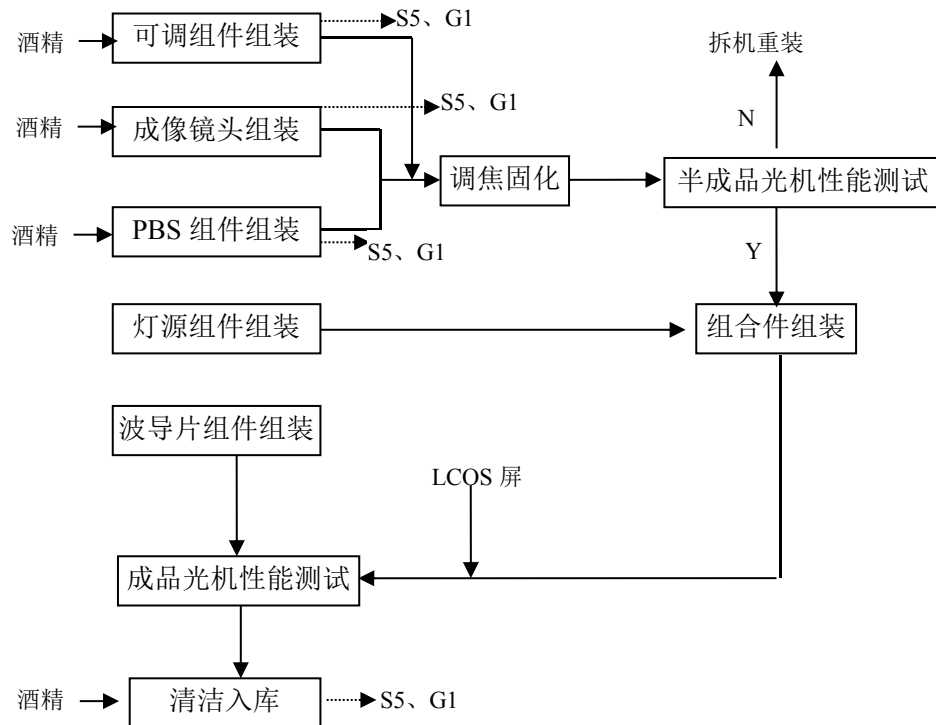 S5、G1
酒精
可调组件组装
拆机重装
S5、G1
酒精
成像镜头组装
N
调焦固化
半成品光机性能测试
酒精
PBS 组件组装
S5、G1
Y
灯源组件组装
组合件组装
波导片组件组装
LCOS 屏
成品光机性能测试
酒精
清洁入库
S5、G1